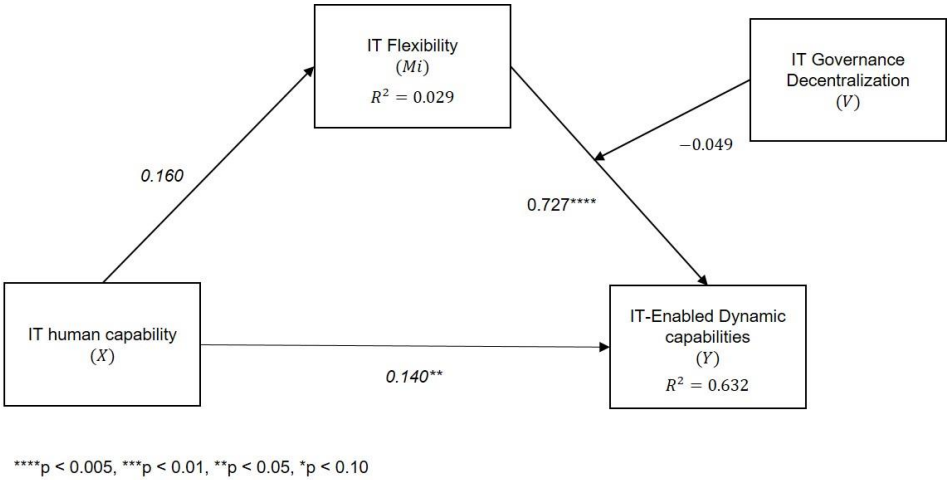 IT Flexibility
(Mi)
R² = 0.029
IT Governance
Decentralization
(V)
−0.049
0.160
0.727****
IT human capability
(X)
IT-Enabled Dynamic
capabilities
(Y)
R² = 0.632
0.140**
****p < 0.005, ***p < 0.01, **p < 0.05, *p < 0.10